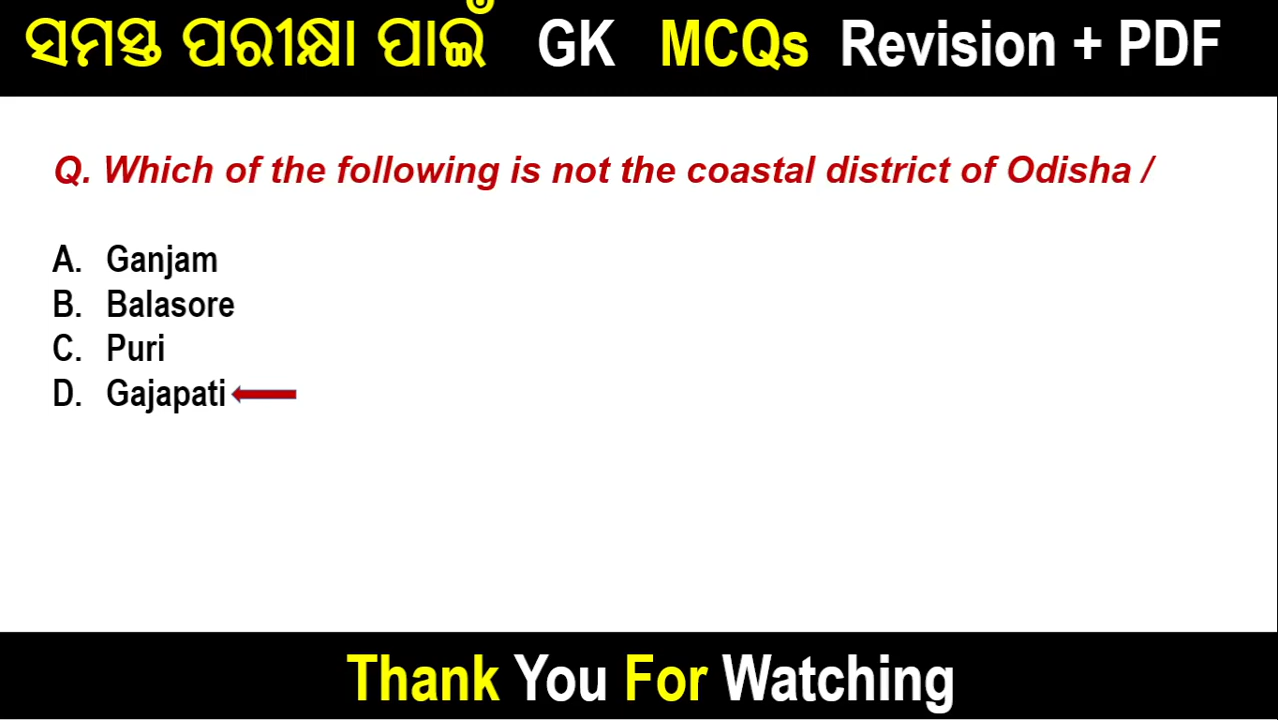 ସମସ୍ତ ପରୀକ୍ଷା ପାଇଁ GK MCQs Revision + PDF
Q. Which of the following is not the coastal district of Odisha /
A. Ganjam
B. Balasore
C. Puri
D. Gajapati
Thank You For Watching